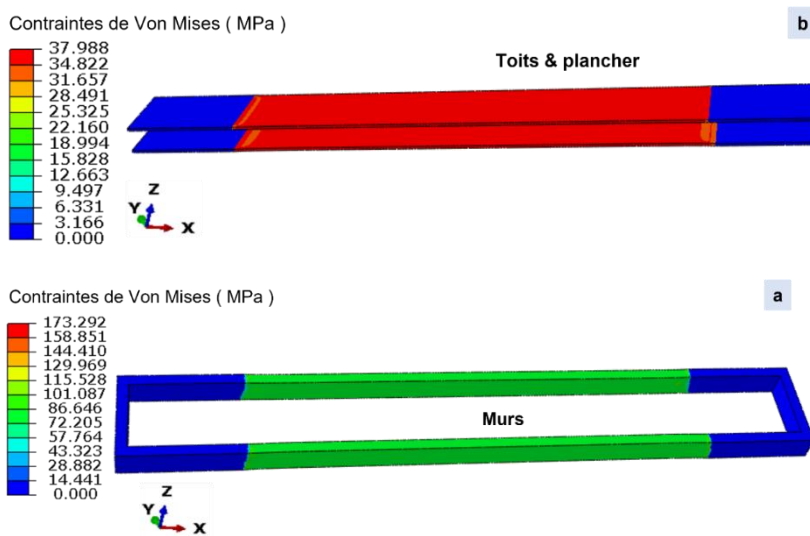 Contraintes de Von Mises ( MPa )
b
37.988
34.822
31.657
28.491
25.325
22.160
18.994
15.828
12.663
9.497
6.331
3.166
0.000
Toits & plancher
Z
Y
X
Contraintes de Von Mises ( MPa )
a
173.292
158.851
144.410
129.969
115.528
101.087
86.646
72.205
57.764
43.323
28.882
14.441
0.000
Murs
Z
Y
X